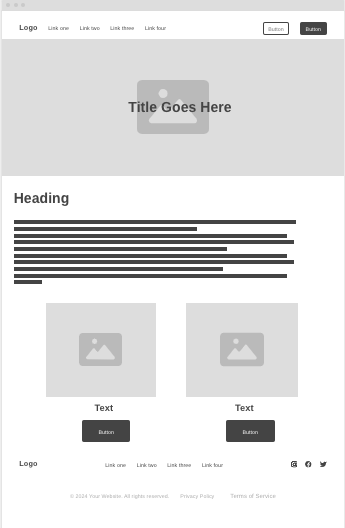 Logo Link one Link two Link three Link four Button Button
Title Goes Here
Heading
Text Text
Button Button
Logo Link one Link two Link three Link four
© 2024 Your Website. All rights reserved. Privacy Policy Terms of Service